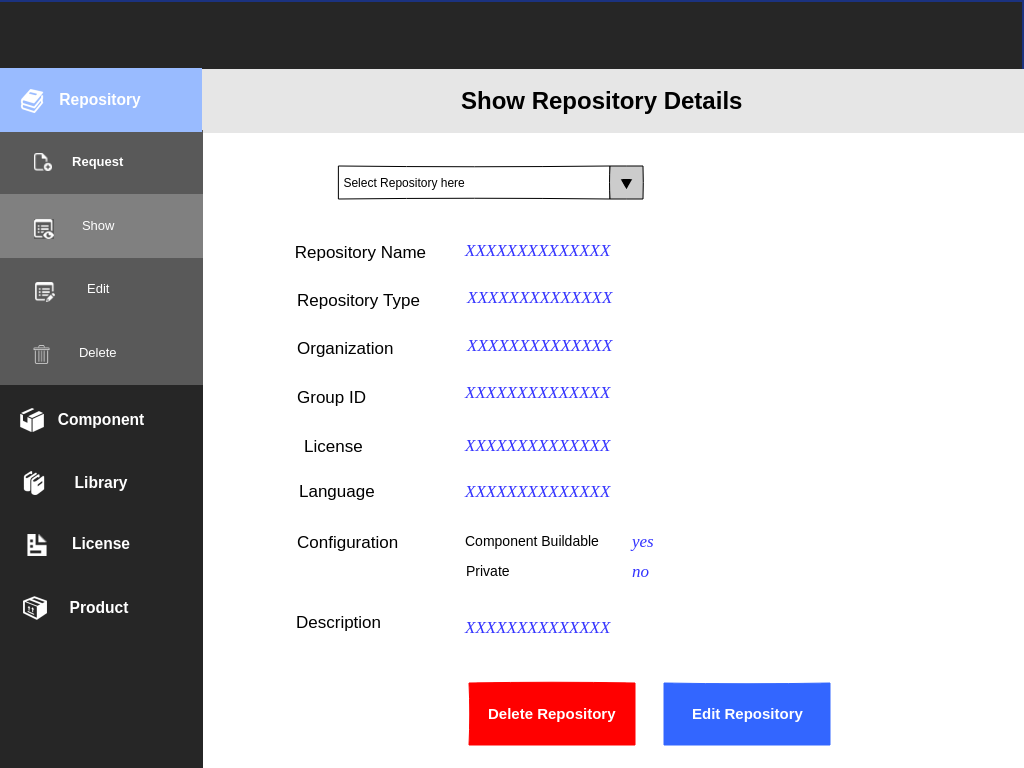 Repository
Request
Show
Edit
Delete
Component
Library
License
Product
Show Repository Details
Select Repository here
Repository Name XXXXXXXXXXXXXX
Repository Type XXXXXXXXXXXXXX
Organization XXXXXXXXXXXXXX
Group ID XXXXXXXXXXXXXX
License XXXXXXXXXXXXXX
Language XXXXXXXXXXXXXX
Configuration Component Buildable yes
Private no
Description XXXXXXXXXXXXXX
Delete Repository Edit Repository